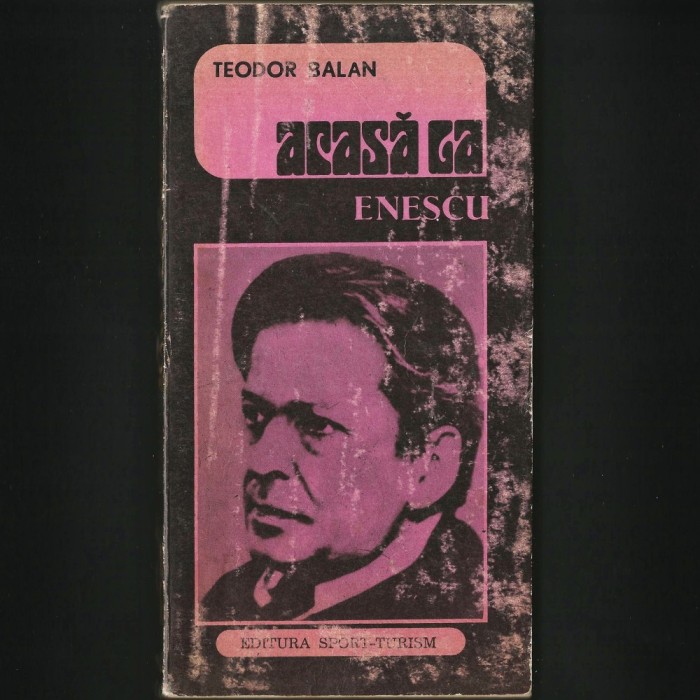 TEODOR BALAN
acasă la
ENESCU
EDITURA SPORT-TURISM